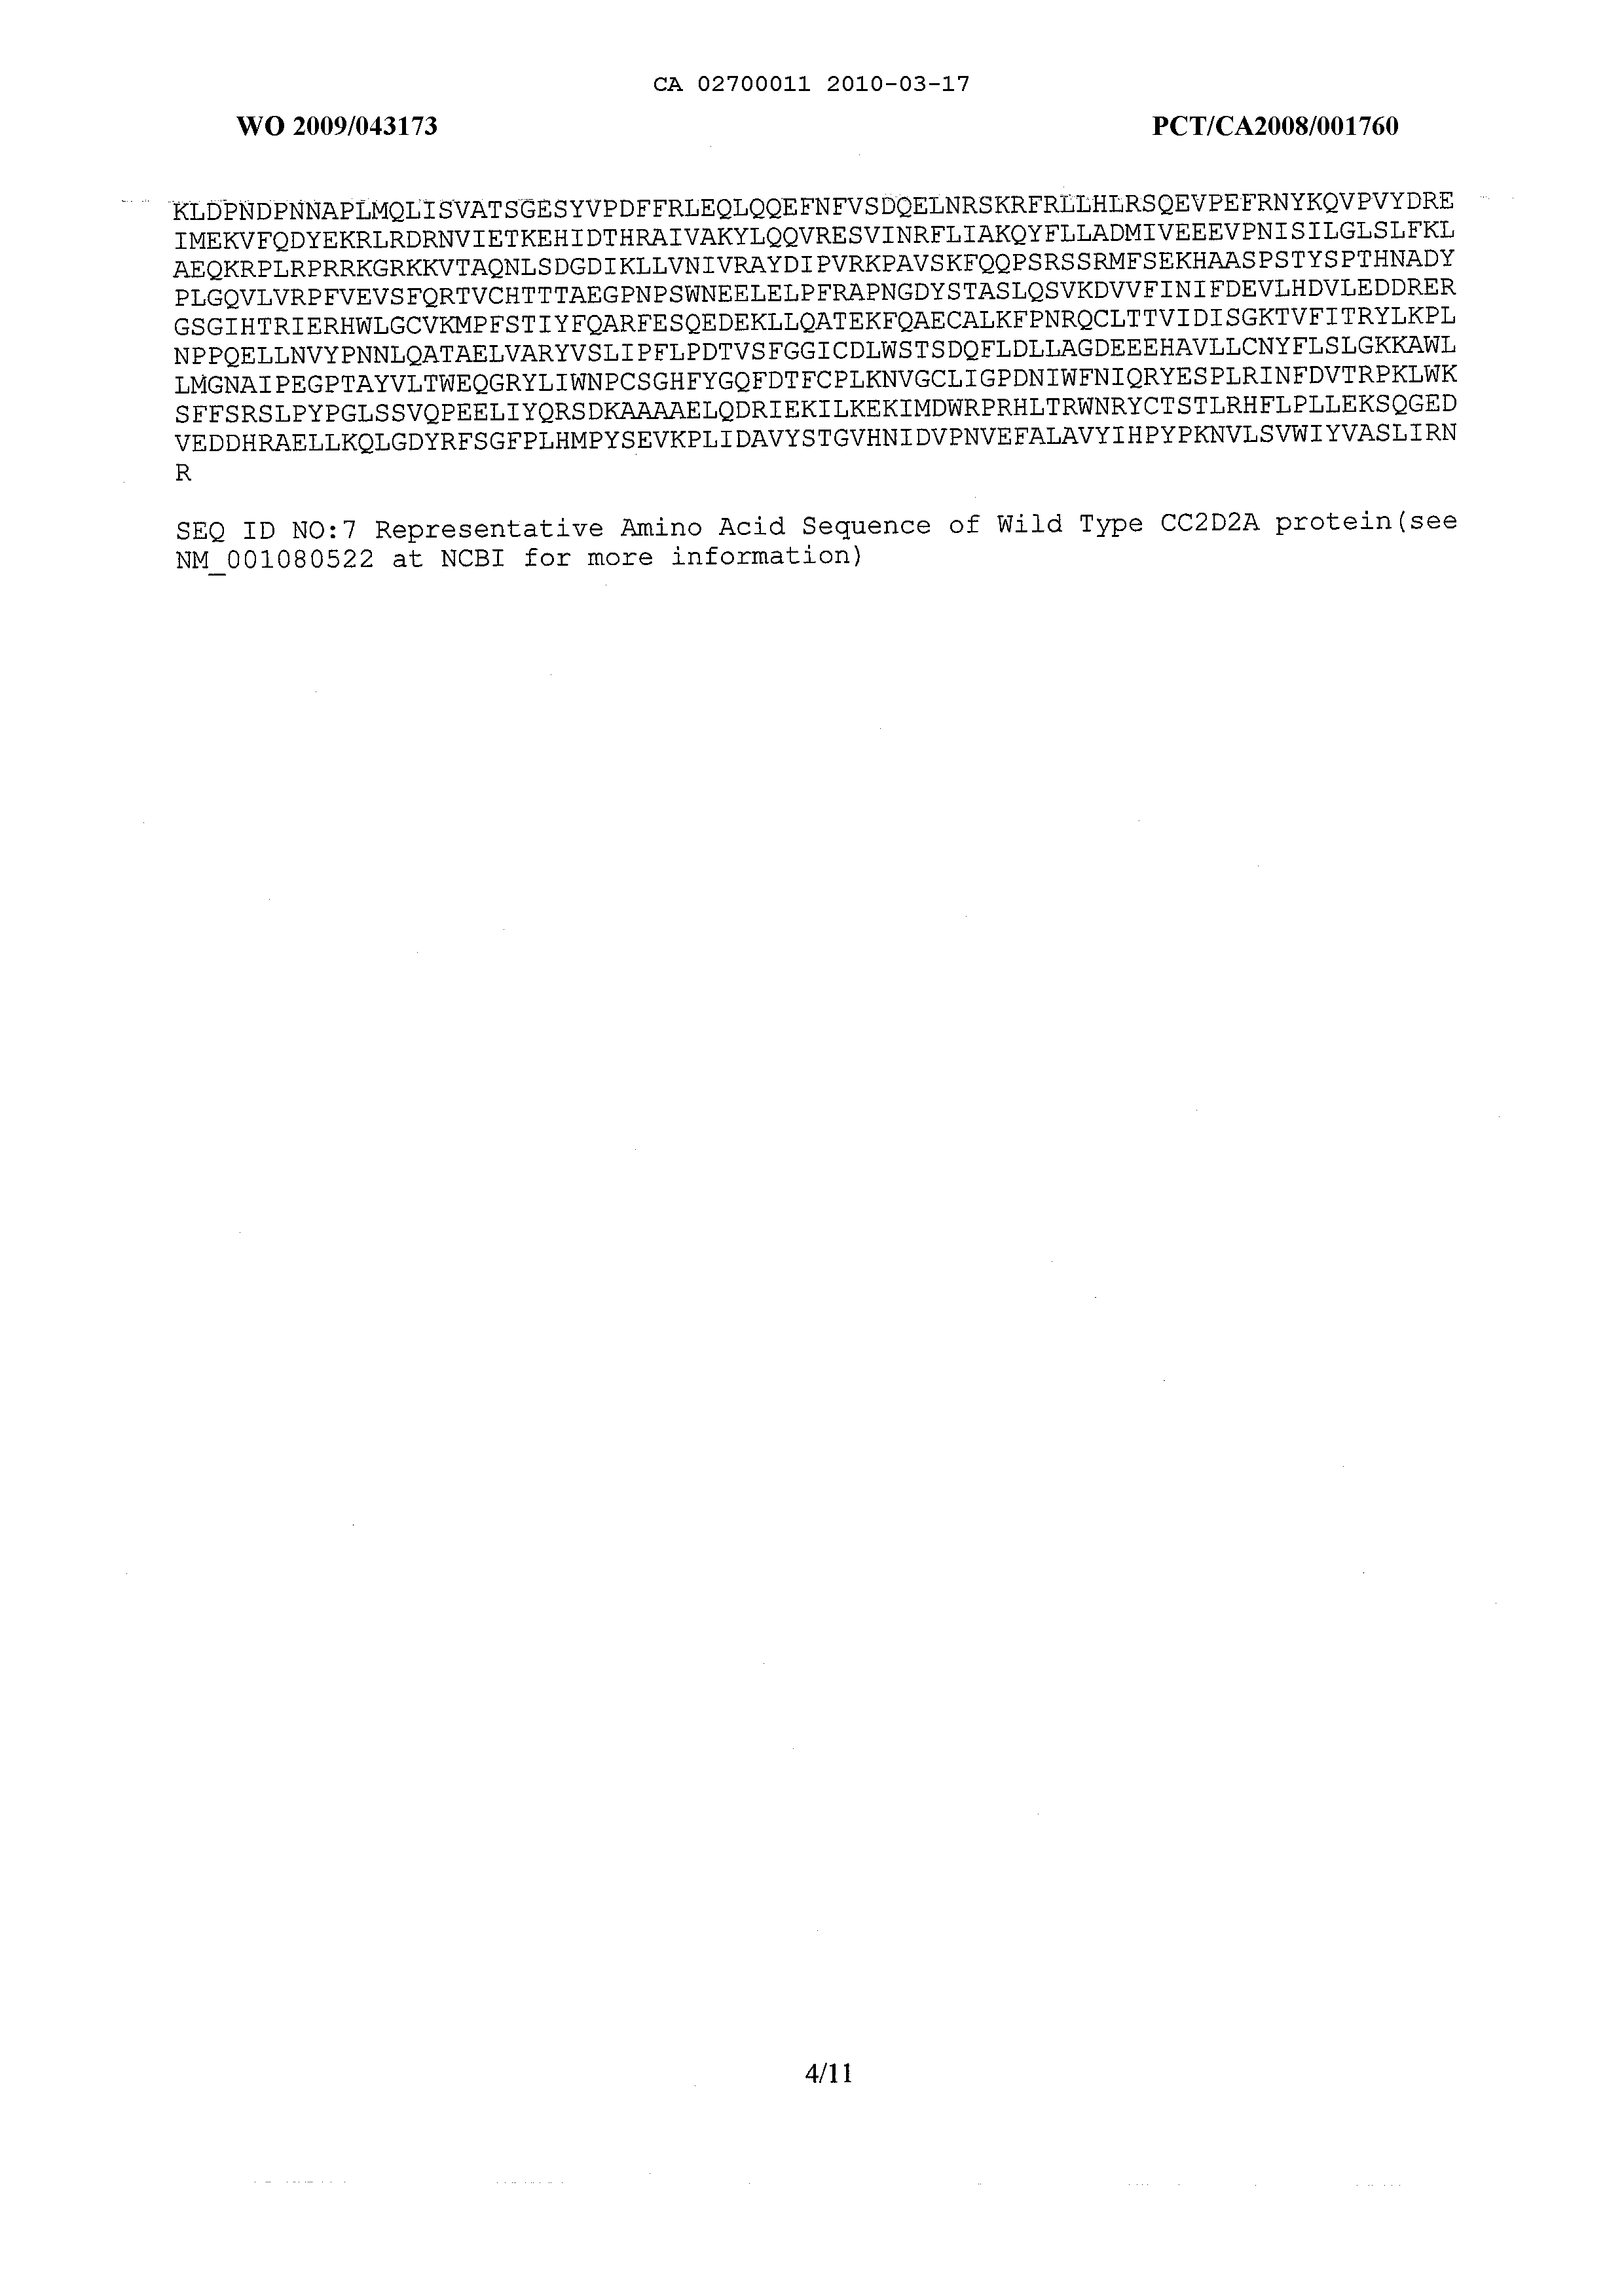 CA 02700011 2010-03-17
WO 2009/043173 PCT/CA2008/001760
KLDPNDPNNAPLMQLISVATSGESYVPDFFRLEQLQQEFNFVSDQELNRSKRFRLLHLRSQEVPEFRNYKQVPVYDRE
IMEKVFQDYEKRLRDRNVIETKEHIDTHRAIVAKYLQQVRESVINRFLIAKQYFLLADMIVEEEVPNISILGLSLFKL
AEQKRPLRPRRKGRKKVTAQNLSDGDIKLLVNIVRAYDIPVRKPAVSKFQQPSRSSRMFSEKHAASPSTYSPTHNADY
PLGQVLVRPFVEVSFQRTVCHTTTAEGPNPSWNEELELPFRAPNGDYSTASLQSVKDVVFINIFDEVLHDVLEDDRER
GSGIHTRIERHWLGCVKMPFSTIYFQARFESQEDEKLLQATEKFQAECALKFPNRQCLTTVIDISGKTVFITRYLKPL
NPPQELLNVYPNNLQATAELVARYVSLIPFLPDTVSFGGICDLWSTSDQFLDLLAGDEEEHAVLLCNYFLSLGKKAWL
LMGNAIPEGPTAYVLTWEQGRYLIWNPCSGHFYGQFDTFCPLKNVGCLIGPDNIWFNIQRYESPLRINFDVTRPKLWK
SFFSRSLPYPGLSSVQPEELIYQRSDKAAAAELQDRIEKILKEKIMDWRPRHLTRWNRYCTSTLRHFLPLLEKSQGED
VEDDHRAELLKQLGDYRFSGFPLHMPYSEVKPLIDAVYSTGVHNIDVPNVEFALAVYIHPYPKNVLSVWIYVASLIRN
R
SEQ ID NO:7 Representative Amino Acid Sequence of Wild Type CC2D2A protein(see
NM_001080522 at NCBI for more information)
4/11